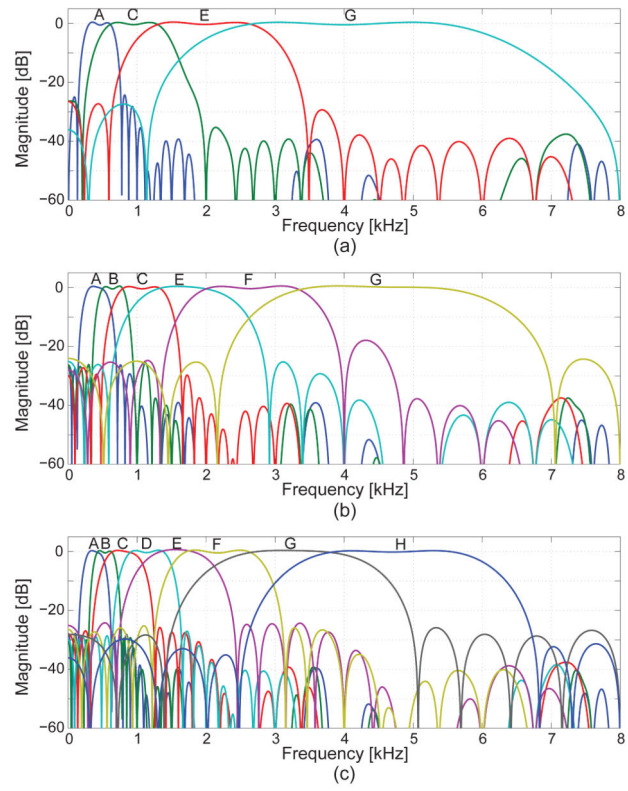 A C E G
0
−20
−40
−60
Magnitude [dB]
0 1 2 3 4 5 6 7 8
Frequency [kHz]
(a)
A B C E F G
0
−20
−40
−60
Magnitude [dB]
0 1 2 3 4 5 6 7 8
Frequency [kHz]
(b)
A B C D E F G H
0
−20
−40
−60
Magnitude [dB]
0 1 2 3 4 5 6 7 8
Frequency [kHz]
(c)